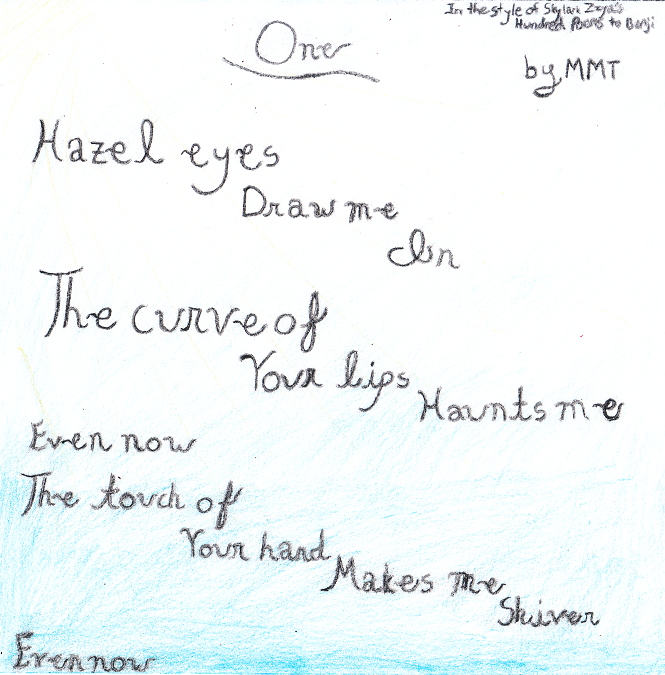 In the style of Skylar Zaya's
Hundred Poems to Benji
One
by MMT
Hazel eyes
Draw me
In
The curve of
Your lips
Haunts me
Even now
The touch of
Your hand
Makes me
Shiver
Even now